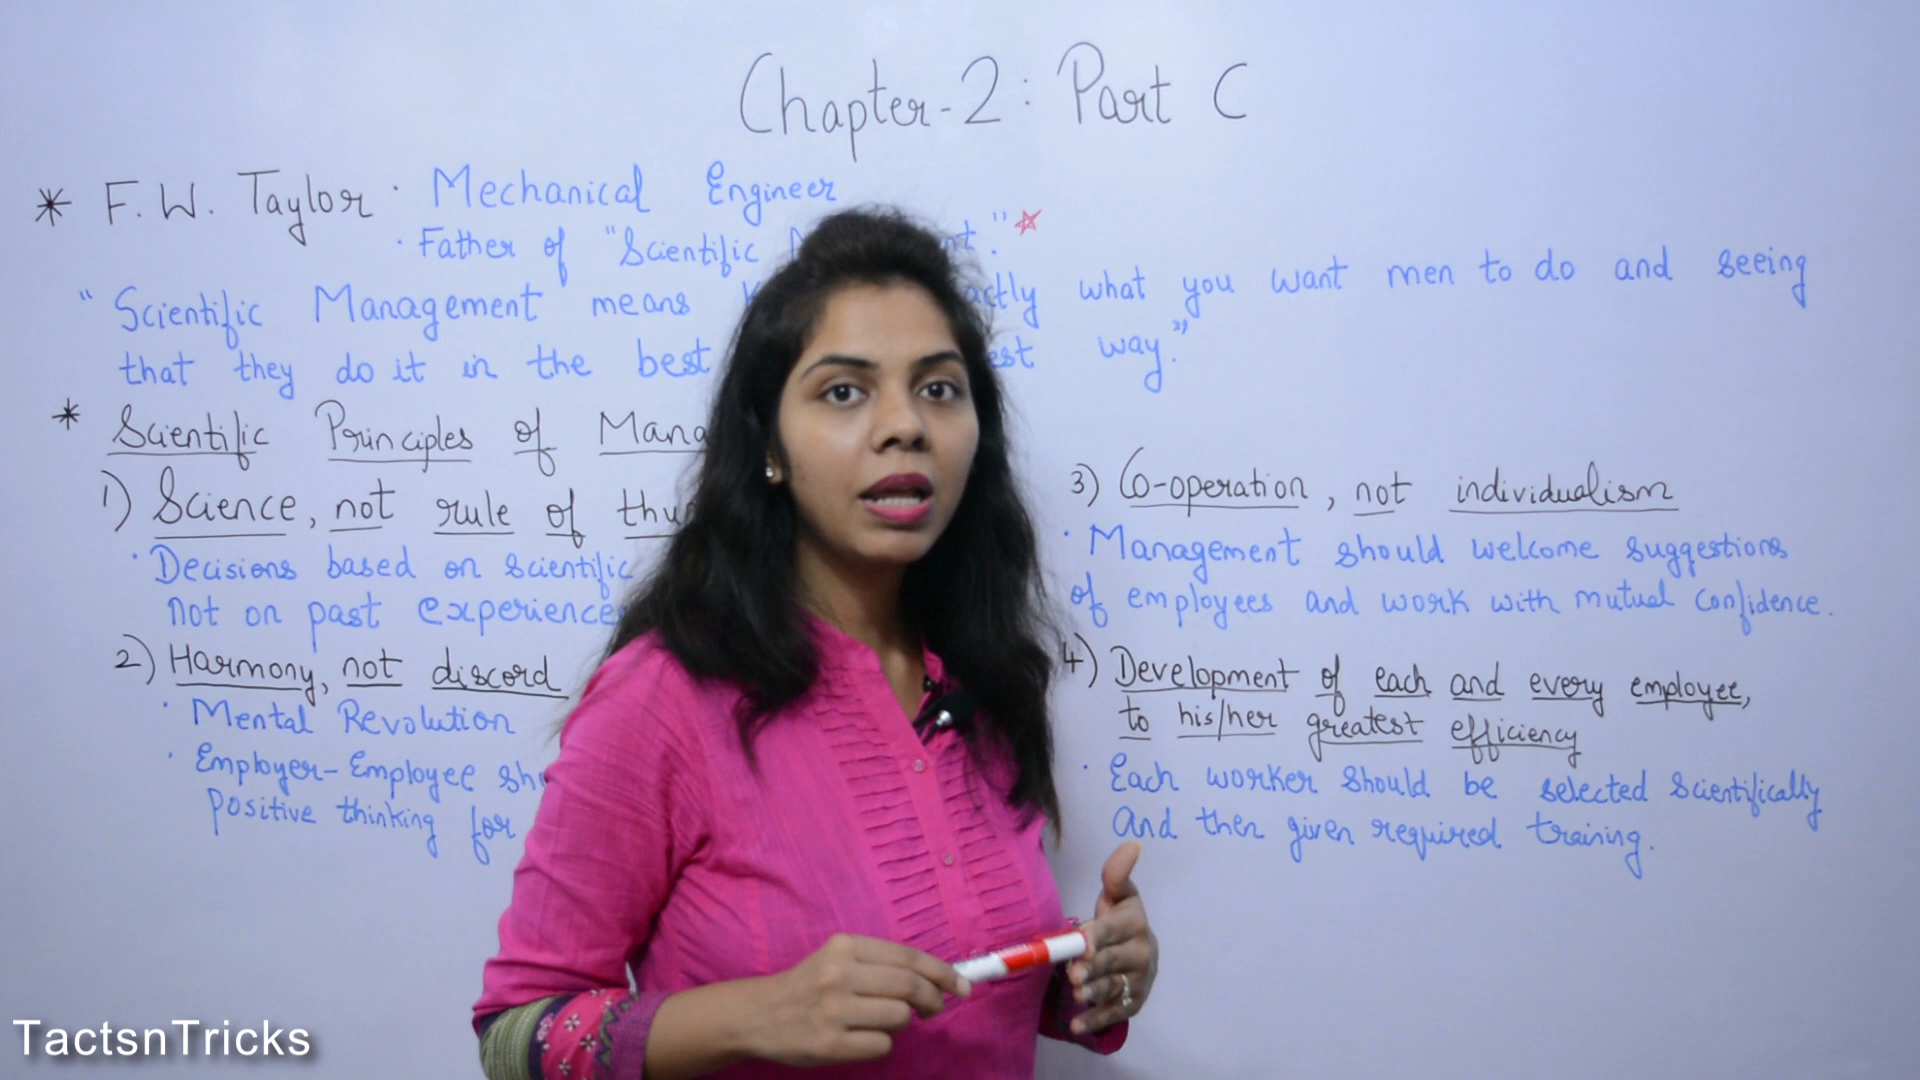 Chapter-2: Part C
* F. W. Taylor · Mechanical Engineer
· Father of "Scientific
"Scientific Management means what you want men to do and seeing
that they do it in the best way."
* Scientific Principles of
1) Science, not rule of
· Decisions based on scientific
not on past experiences
2) Harmony, not discord
· Mental Revolution
· Employer-Employee
positive thinking for
3) Co-operation, not individualism
· Management should welcome suggestions
of employees and work with mutual confidence.
4) Development of each and every employee,
to his/her greatest efficiency
· Each worker should be selected scientifically
And then given required training.
TactsnTricks